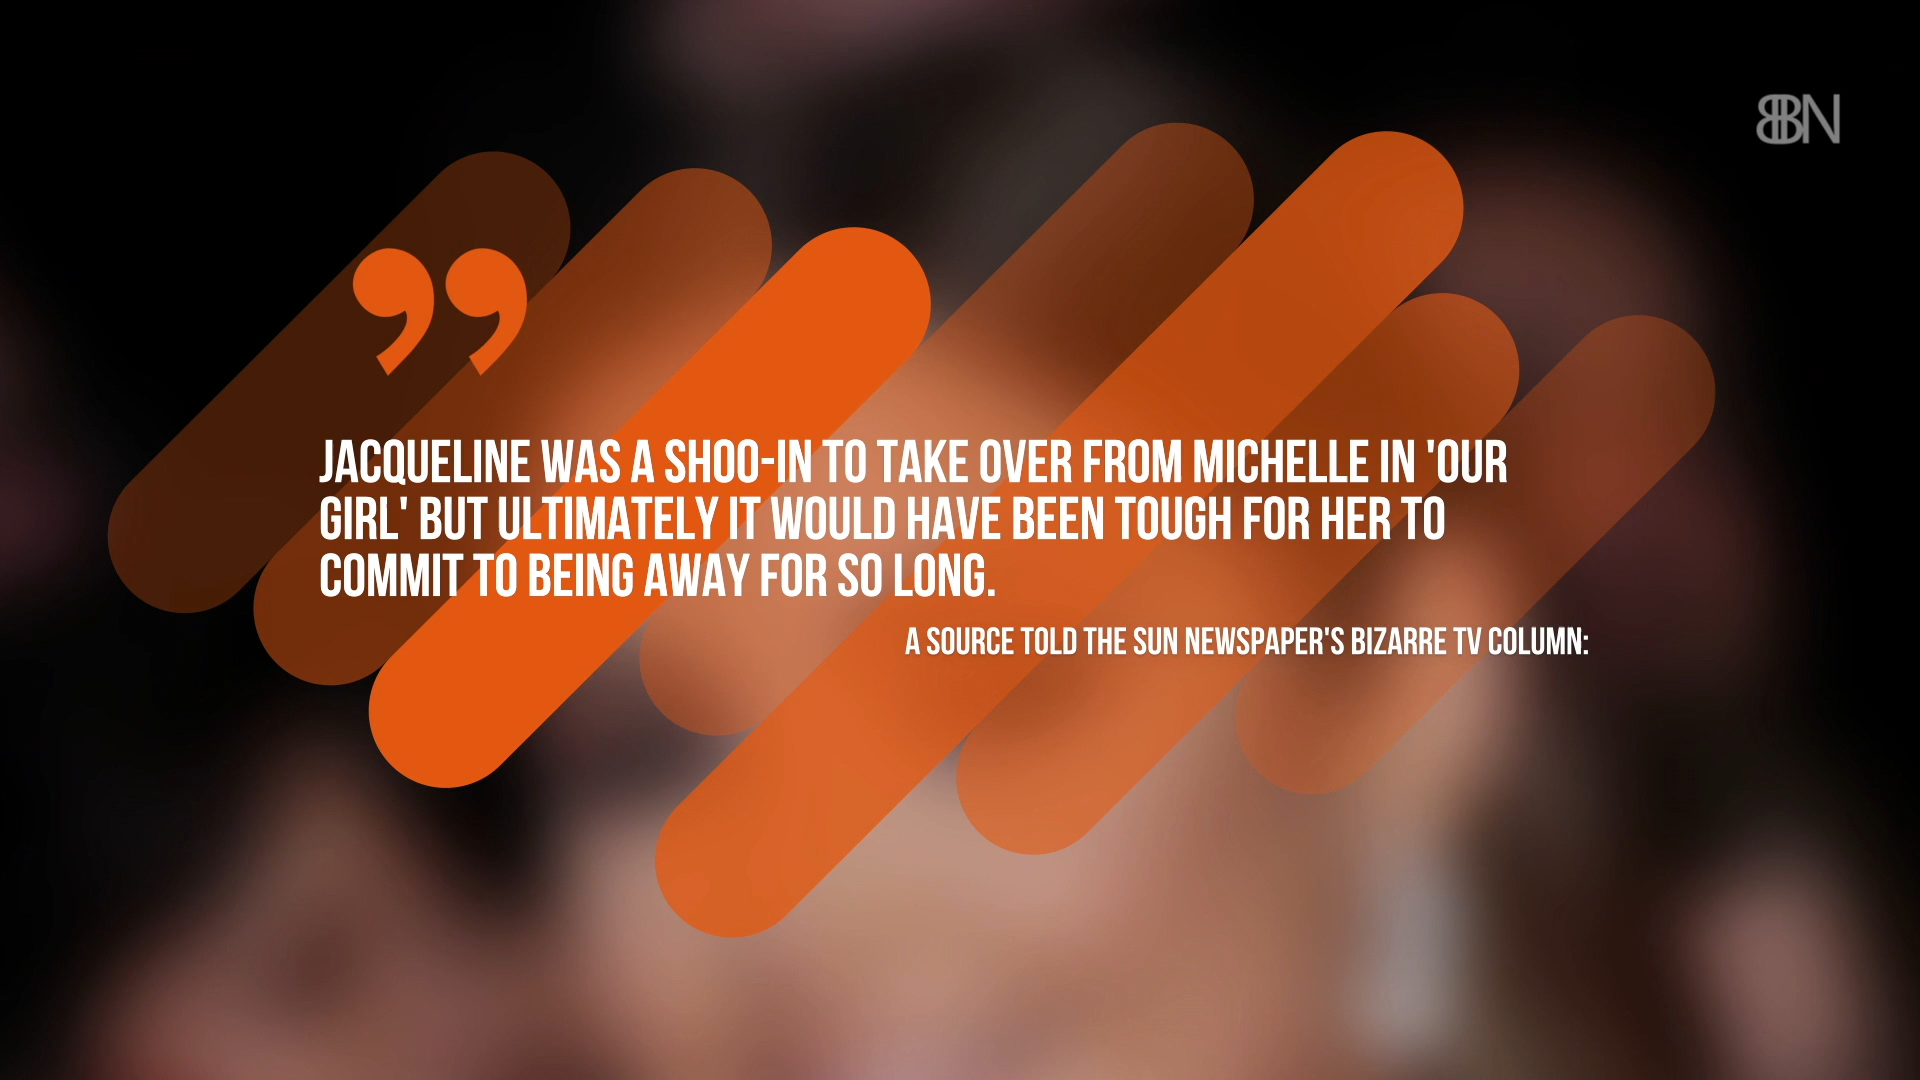 BBN
”
JACQUELINE WAS A SHOO-IN TO TAKE OVER FROM MICHELLE IN 'OUR
GIRL' BUT ULTIMATELY IT WOULD HAVE BEEN TOUGH FOR HER TO
COMMIT TO BEING AWAY FOR SO LONG.
A SOURCE TOLD THE SUN NEWSPAPER'S BIZARRE TV COLUMN: